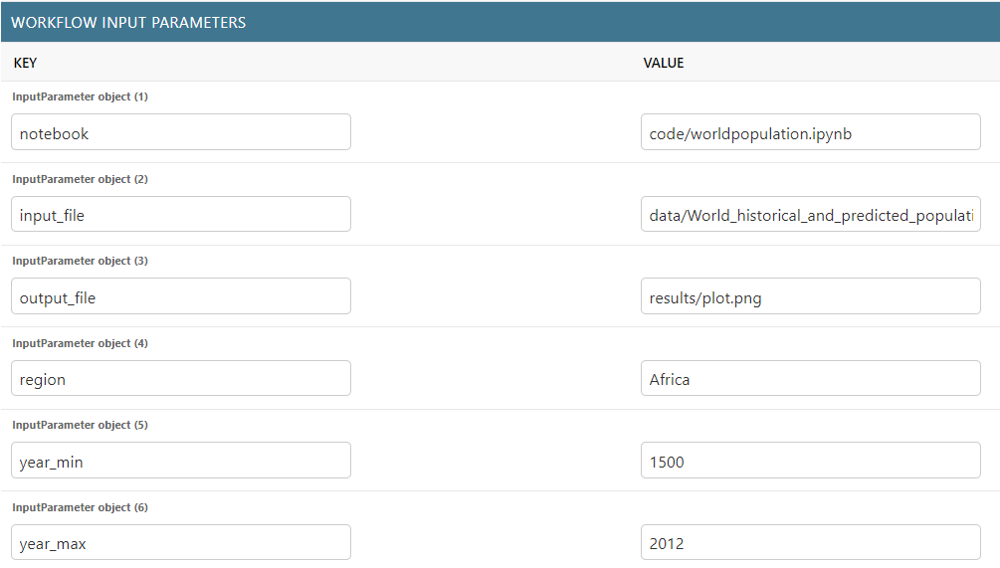 WORKFLOW INPUT PARAMETERS
KEY VALUE
InputParameter object (1)
notebook code/worldpopulation.ipynb
InputParameter object (2)
input_file data/World_historical_and_predicted_populati
InputParameter object (3)
output_file results/plot.png
InputParameter object (4)
region Africa
InputParameter object (5)
year_min 1500
InputParameter object (6)
year_max 2012